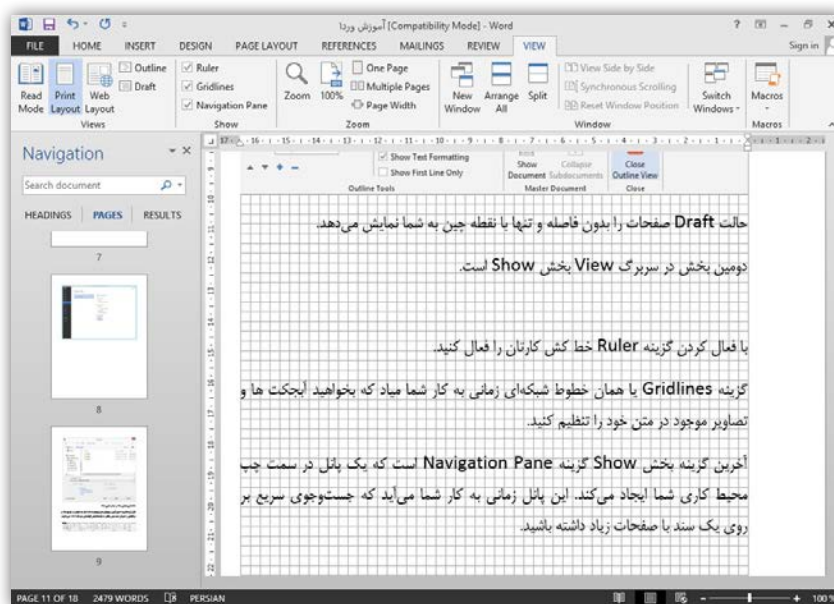 آموزش ورد۱ [Compatibility Mode] - Word
Sign in
FILE HOME INSERT DESIGN PAGE LAYOUT REFERENCES MAILINGS REVIEW VIEW
Read Mode
Print Layout
Web Layout
Outline
Draft
Views
Ruler
Gridlines
Navigation Pane
Show
Zoom
100%
One Page
Multiple Pages
Page Width
Zoom
New Window
Arrange All
Split
View Side by Side
Synchronous Scrolling
Reset Window Position
Window
Switch Windows
Macros
Macros
Navigation
Search document
HEADINGS PAGES RESULTS
7
8
9
Show Text Formatting
Show First Line Only
Outline Tools
Show Document
Collapse Subdocuments
Master Document
Close Outline View
Close
حالت Draft صفحات را بدون فاصله و تنها با نقطه چین به شما نمایش می‌دهد.
دومین بخش در سربرگ View بخش Show است.
با فعال کردن گزینه Ruler خط کش کارتان را فعال کنید.
گزینه Gridlines یا همان خطوط شبکه‌ای زمانی به کار شما میاد که بخواهید آبجکت ها و
تصاویر موجود در متن خود را تنظیم کنید.
آخرین گزینه بخش Show گزینه Navigation Pane است که یک پانل در سمت چپ
محیط کاری شما ایجاد می‌کند. این پانل زمانی به کار شما می‌آید که جست‌وجوی سریع بر
روی یک سند با صفحات زیاد داشته باشید.
PAGE 11 OF 18 2479 WORDS PERSIAN 100%